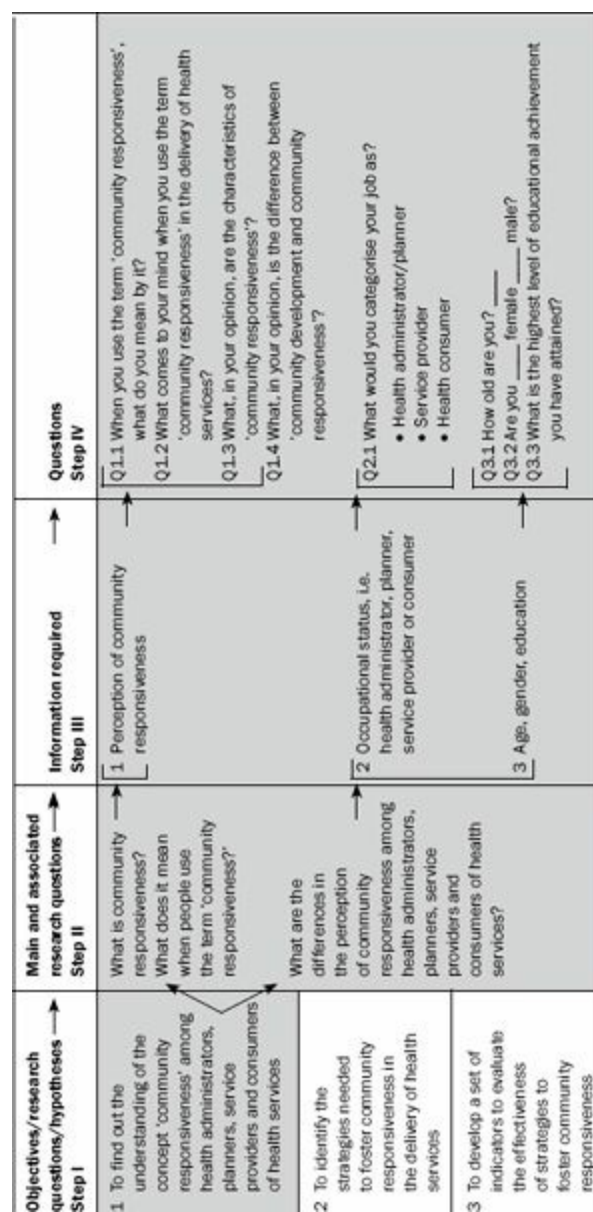 Objectives/research
questions/hypotheses
Step I
Main and associated
research questions
Step II
Information required
Step III
Questions
Step IV
1 To find out the
understanding of the
concept 'community
responsiveness' among
health administrators,
planners, service
providers and consumers
of health services
What is community
responsiveness?
What does it mean
when people use
the term 'community
responsiveness?'
What are the
differences in
the perception
of community
responsiveness among
health administrators,
planners, service
providers and
consumers of health
services?
1 Perception of community
responsiveness
2 Occupational status, i.e.
health administrator, planner,
service provider or consumer
3 Age, gender, education
Q1.1 When you use the term 'community responsiveness',
what do you mean by it?
Q1.2 What comes to your mind when you use the term
'community responsiveness' in the delivery of health
services?
Q1.3 What, in your opinion, are the characteristics of
'community responsiveness'?
Q1.4 What, in your opinion, is the difference between
'community development and community
responsiveness'?
Q2.1 What would you categorise your job as?
• Health administrator/planner
• Service provider
• Health consumer
Q3.1 How old are you? ____
Q3.2 Are you ____ female ____ male?
Q3.3 What is the highest level of educational achievement
you have attained?
2 To identify the
strategies needed
to foster community
responsiveness in
the delivery of health
services
3 To develop a set of
indicators to evaluate
the effectiveness
of strategies to
foster community
responsiveness